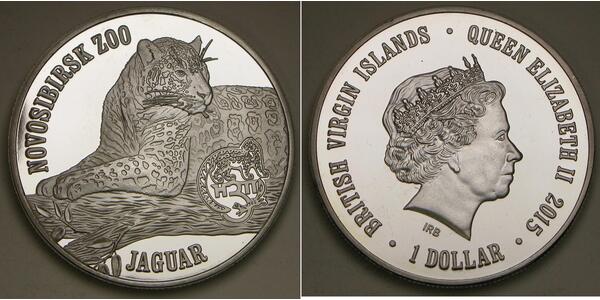 NOVOSIBIRSK ZOO
JAGUAR
BRITISH VIRGIN ISLANDS · QUEEN ELIZABETH II 2015 ·
1 DOLLAR ·
IRB